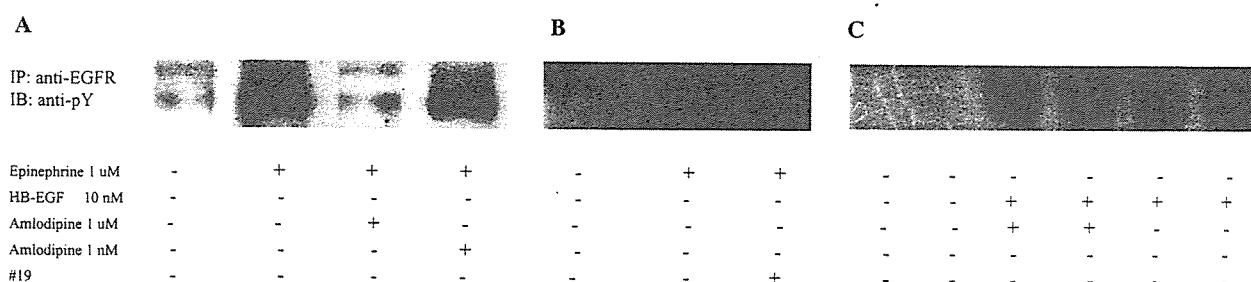 A B C
IP: anti-EGFR
IB: anti-pY
Epinephrine 1 uM - + + + - + + - - - - - -
HB-EGF 10 nM - - - - - - - - - + + + +
Amlodipine 1 uM - - + - - - - - - + + - -
Amlodipine 1 nM - - - + - - - - - - - - -
#19 - - - - - - + - - - - -